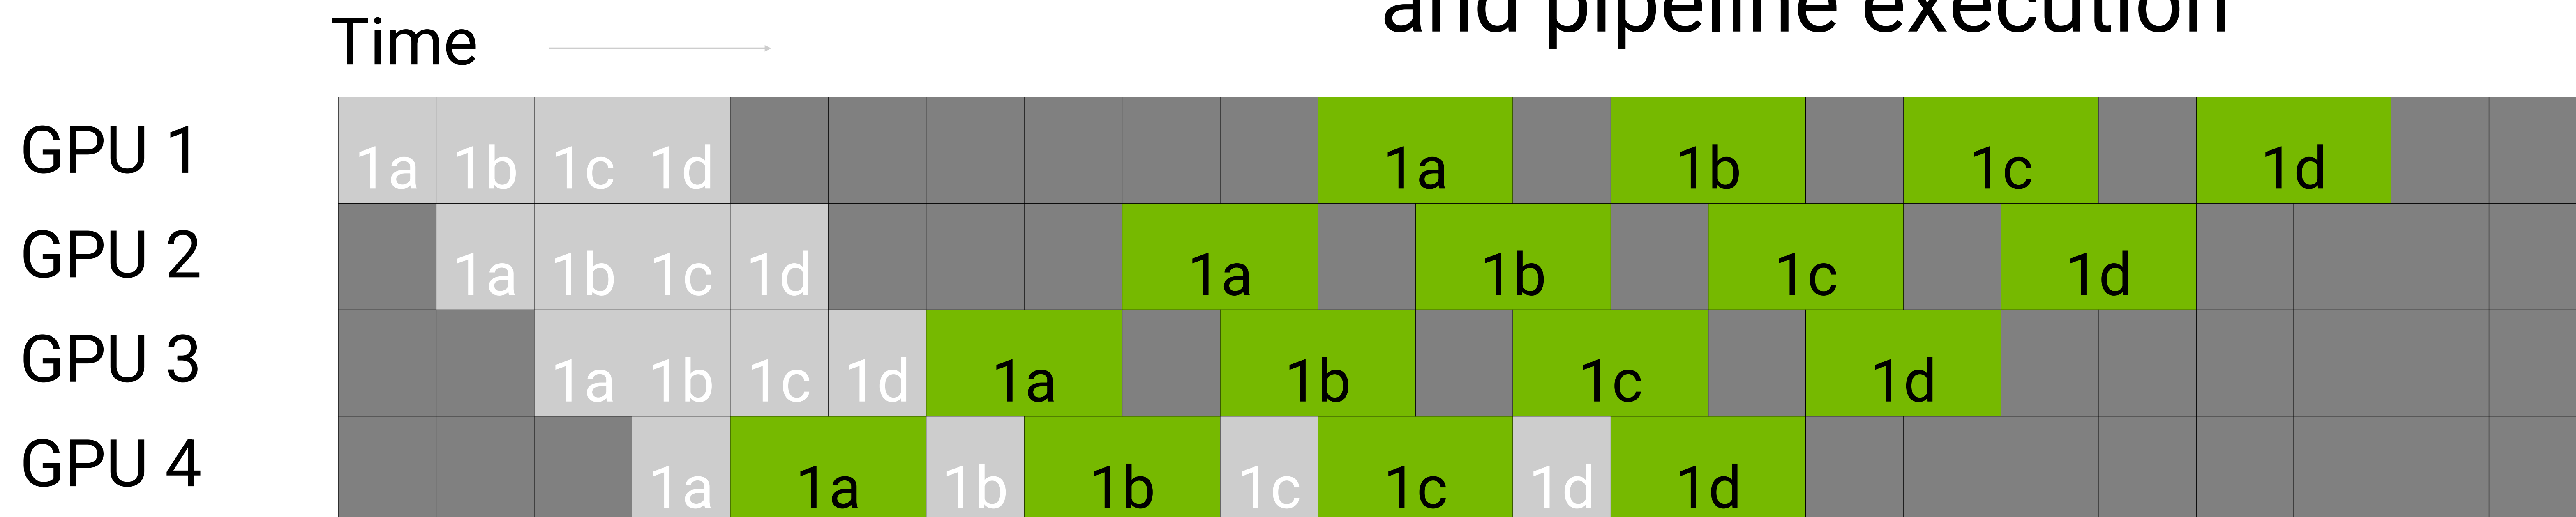 and pipeline execution
Time
GPU 1 1a 1b 1c 1d 1a 1b 1c 1d
GPU 2 1a 1b 1c 1d 1a 1b 1c 1d
GPU 3 1a 1b 1c 1d 1a 1b 1c 1d
GPU 4 1a 1a 1b 1b 1c 1c 1d 1d